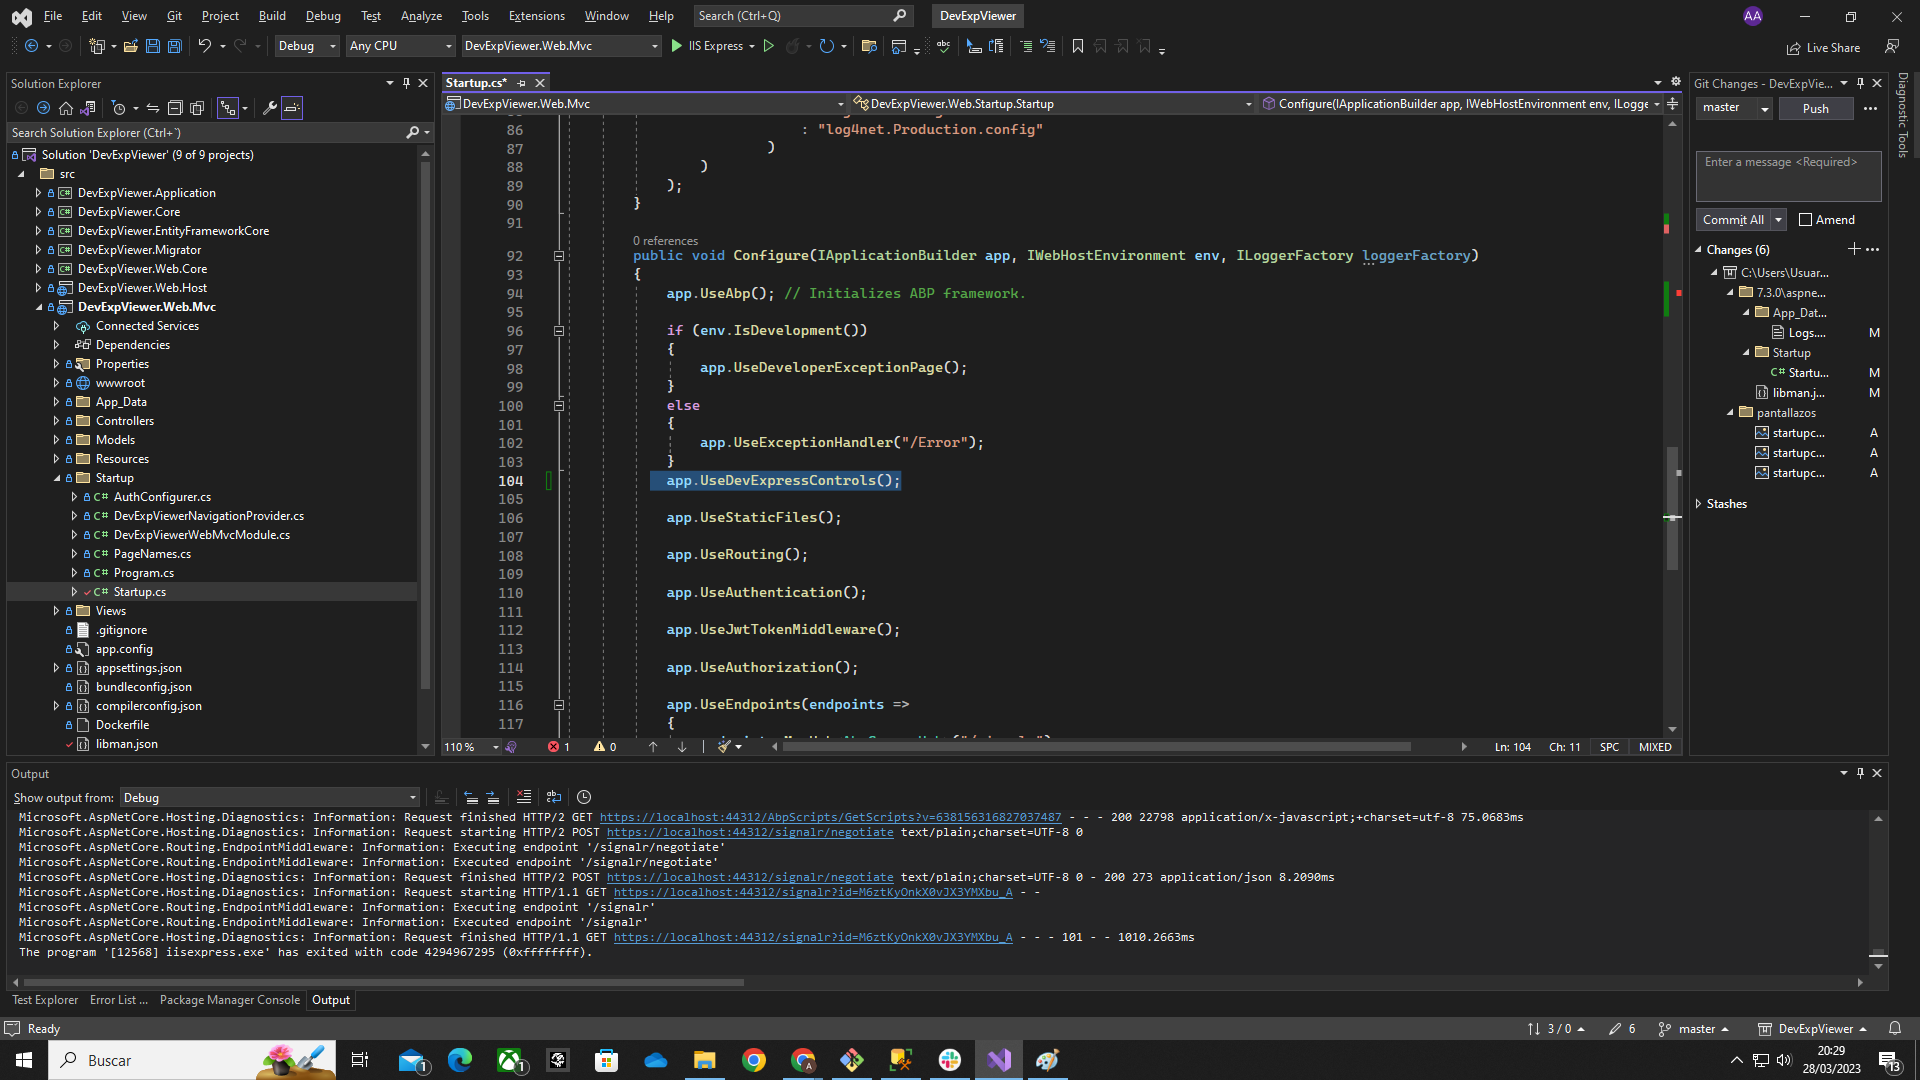 File Edit View Git Project Build Debug Test Analyze Tools Extensions Window Help Search (Ctrl+Q) DevExpViewer AA
Debug Any CPU DevExpViewer.Web.Mvc IIS Express Live Share
Solution Explorer
Search Solution Explorer (Ctrl+`)
Solution 'DevExpViewer' (9 of 9 projects)
src
DevExpViewer.Application
DevExpViewer.Core
DevExpViewer.EntityFrameworkCore
DevExpViewer.Migrator
DevExpViewer.Web.Core
DevExpViewer.Web.Host
DevExpViewer.Web.Mvc
Connected Services
Dependencies
Properties
wwwroot
App_Data
Controllers
Models
Resources
Startup
C# AuthConfigurer.cs
C# DevExpViewerNavigationProvider.cs
C# DevExpViewerWebMvcModule.cs
C# PageNames.cs
C# Program.cs
C# Startup.cs
Views
.gitignore
app.config
appsettings.json
bundleconfig.json
compilerconfig.json
Dockerfile
libman.json
Startup.cs*
DevExpViewer.Web.Mvc DevExpViewer.Web.Startup.Startup Configure(IApplicationBuilder app, IWebHostEnvironment env, ILogge
86 : "log4net.Production.config"
87 )
88 )
89 );
90 }
91
0 references
92 public void Configure(IApplicationBuilder app, IWebHostEnvironment env, ILoggerFactory loggerFactory)
93 {
94 app.UseAbp(); // Initializes ABP framework.
95
96 if (env.IsDevelopment())
97 {
98 app.UseDeveloperExceptionPage();
99 }
100 else
101 {
102 app.UseExceptionHandler("/Error");
103 }
104 app.UseDevExpressControls();
105
106 app.UseStaticFiles();
107
108 app.UseRouting();
109
110 app.UseAuthentication();
111
112 app.UseJwtTokenMiddleware();
113
114 app.UseAuthorization();
115
116 app.UseEndpoints(endpoints =>
117 {
110 % 1 0 Ln: 104 Ch: 11 SPC MIXED
Git Changes - DevExpVie...
master Push
Enter a message <Required>
Commit All Amend
Changes (6)
C:\Users\Usuar...
7.3.0\aspne...
App_Dat...
Logs.... M
Startup
C# Startu... M
libman.j... M
pantallazos
startupc... A
startupc... A
startupc... A
Stashes
Diagnostic Tools
Output
Show output from: Debug
Microsoft.AspNetCore.Hosting.Diagnostics: Information: Request finished HTTP/2 GET https://localhost:44312/AbpScripts/GetScripts?v=638156316827037487 - - - 200 22798 application/x-javascript;+charset=utf-8 75.0683ms
Microsoft.AspNetCore.Hosting.Diagnostics: Information: Request starting HTTP/2 POST https://localhost:44312/signalr/negotiate text/plain;charset=UTF-8 0
Microsoft.AspNetCore.Routing.EndpointMiddleware: Information: Executing endpoint '/signalr/negotiate'
Microsoft.AspNetCore.Routing.EndpointMiddleware: Information: Executed endpoint '/signalr/negotiate'
Microsoft.AspNetCore.Hosting.Diagnostics: Information: Request finished HTTP/2 POST https://localhost:44312/signalr/negotiate text/plain;charset=UTF-8 0 - 200 273 application/json 8.2090ms
Microsoft.AspNetCore.Hosting.Diagnostics: Information: Request starting HTTP/1.1 GET https://localhost:44312/signalr?id=M6ztKyOnkX0vJX3YMXbu_A - -
Microsoft.AspNetCore.Routing.EndpointMiddleware: Information: Executing endpoint '/signalr'
Microsoft.AspNetCore.Routing.EndpointMiddleware: Information: Executed endpoint '/signalr'
Microsoft.AspNetCore.Hosting.Diagnostics: Information: Request finished HTTP/1.1 GET https://localhost:44312/signalr?id=M6ztKyOnkX0vJX3YMXbu_A - - - 101 - - 1010.2663ms
The program '[12568] iisexpress.exe' has exited with code 4294967295 (0xffffffff).
Test Explorer Error List ... Package Manager Console Output
Ready 3 / 0 6 master DevExpViewer
Buscar 1 1 A 20:29
28/03/2023 13